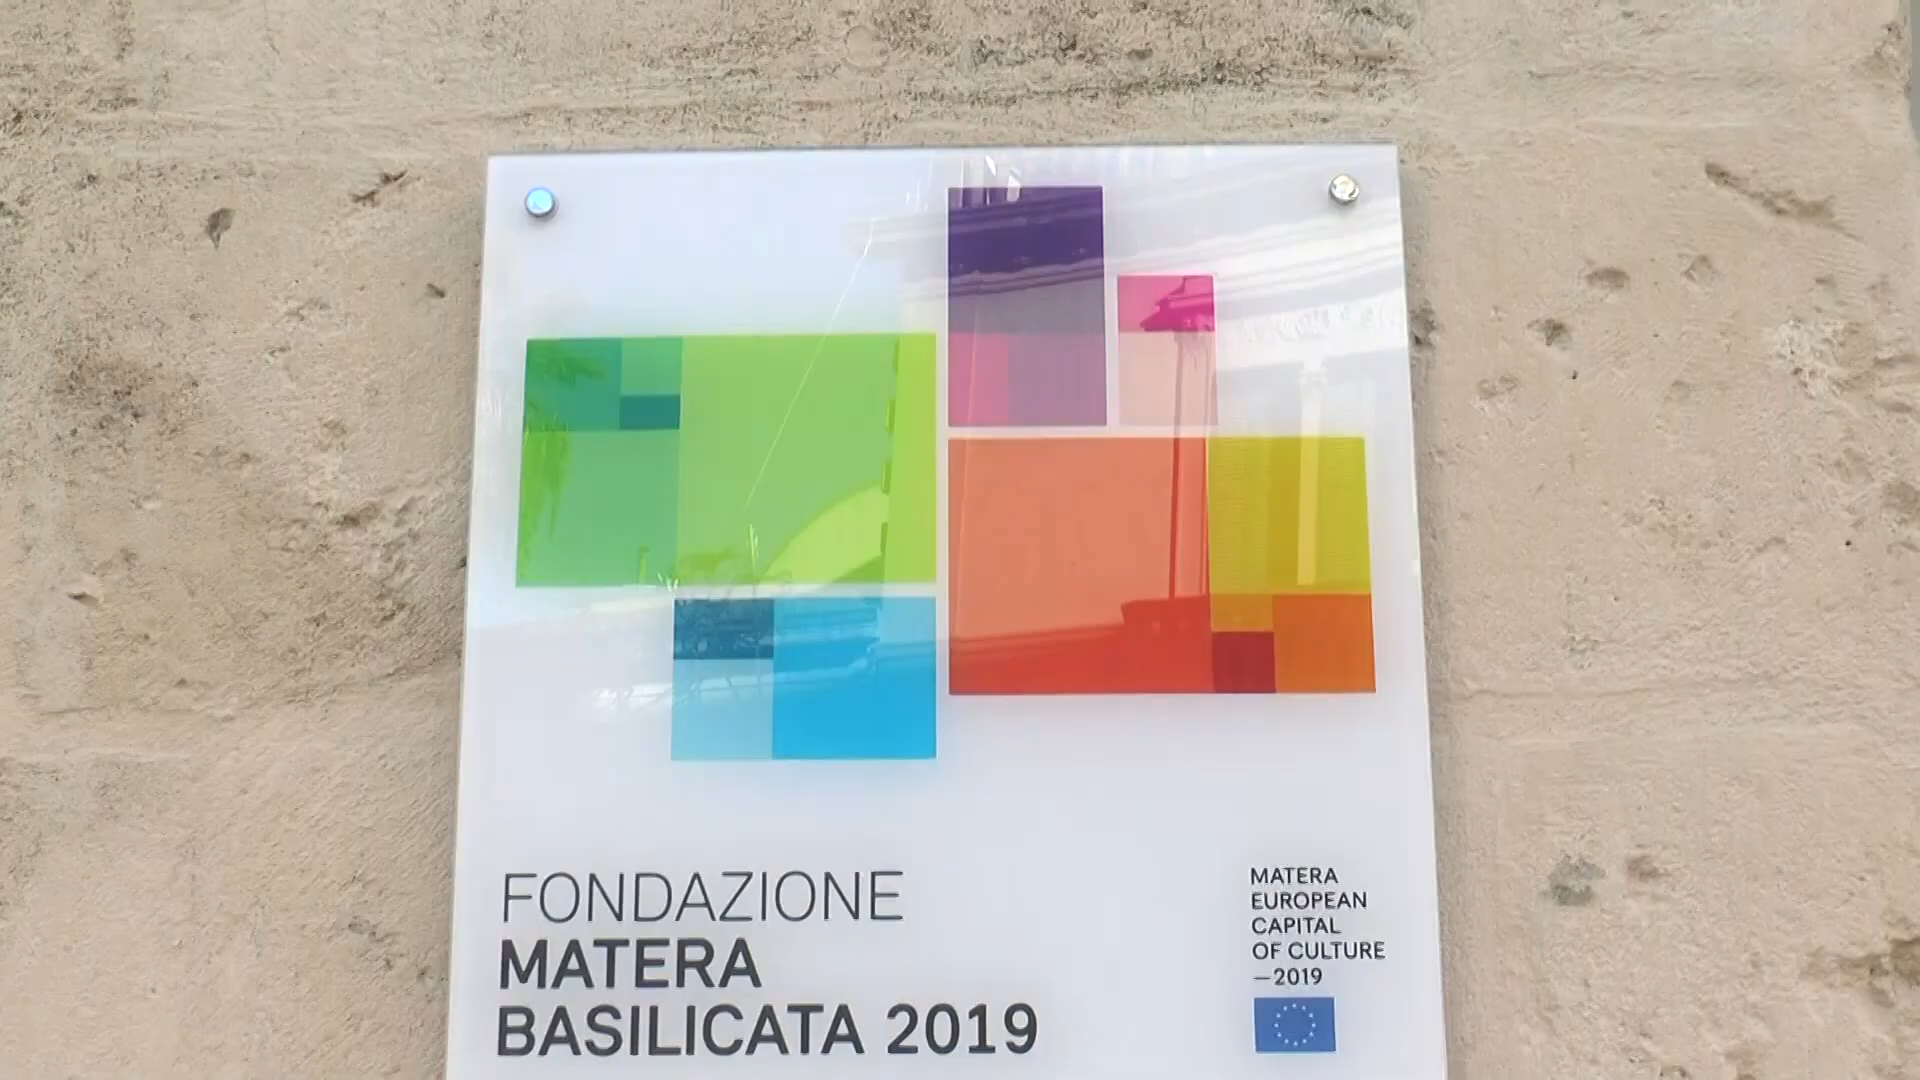 FONDAZIONE
MATERA
BASILICATA 2019
MATERA
EUROPEAN
CAPITAL
OF CULTURE
—2019